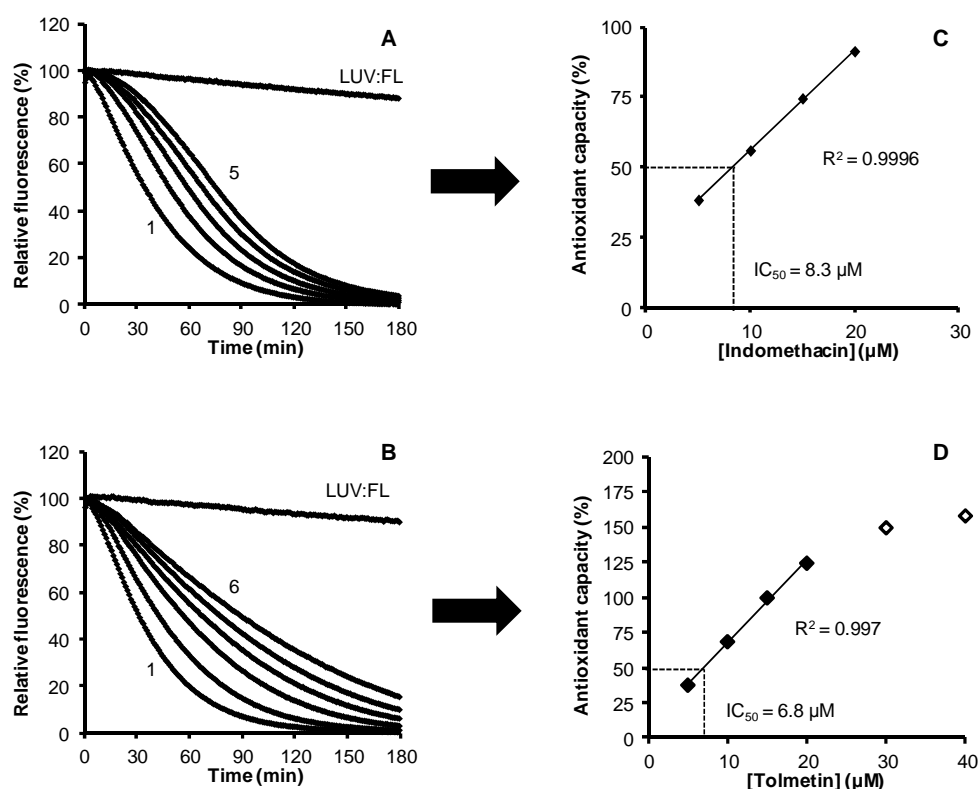 A
Relative fluorescence (%)
120
100
80
60
40
20
0
LUV:FL
5
1
0 30 60 90 120 150 180
Time (min)
C
Antioxidant capacity (%)
100
75
50
25
0
R² = 0.9996
IC₅₀ = 8.3 µM
0 10 20 30
[Indomethacin] (µM)
B
Relative fluorescence (%)
120
100
80
60
40
20
0
LUV:FL
6
1
0 30 60 90 120 150 180
Time (min)
D
Antioxidant capacity (%)
200
175
150
125
100
75
50
25
0
R² = 0.997
IC₅₀ = 6.8 µM
0 10 20 30 40
[Tolmetin] (µM)